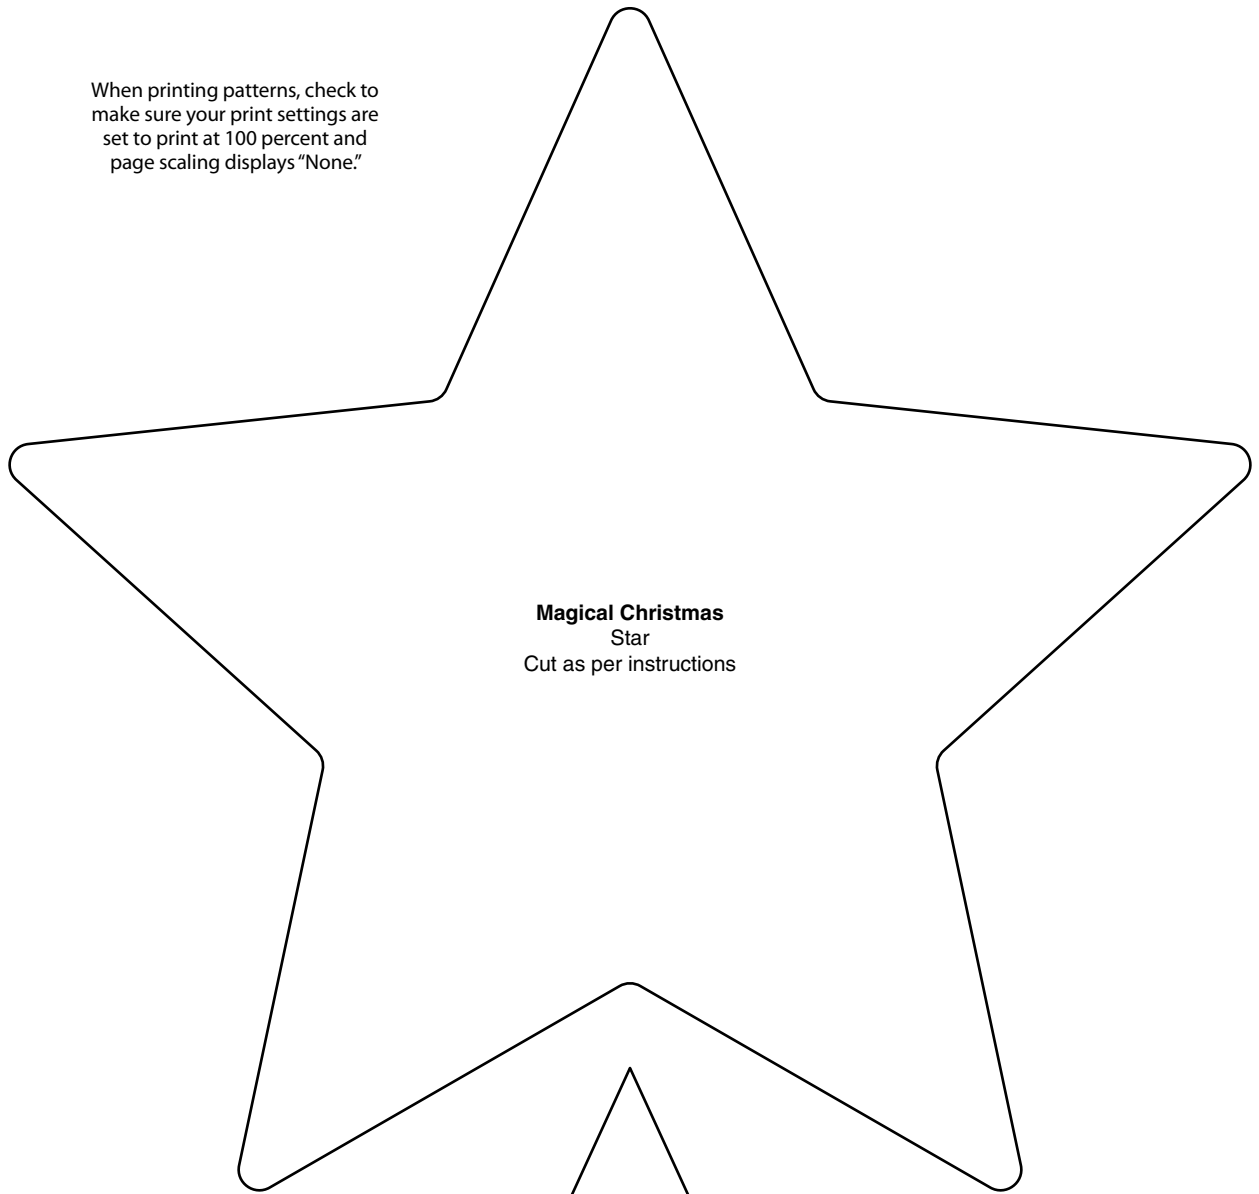 When printing patterns, check to
make sure your print settings are
set to print at 100 percent and
page scaling displays “None.”
Magical Christmas
Star
Cut as per instructions